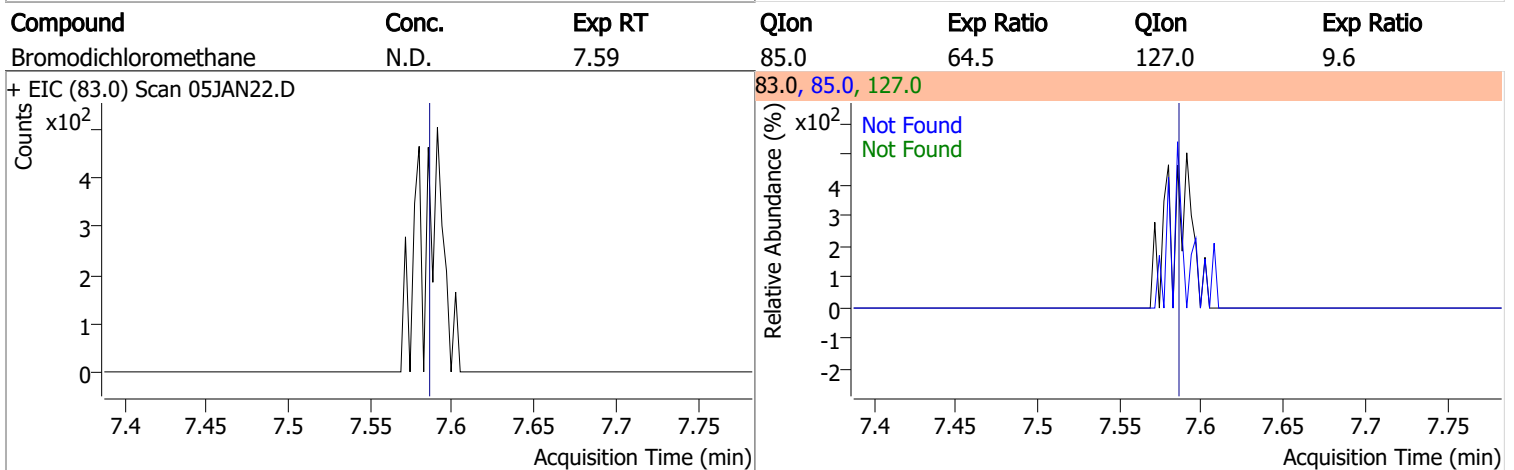 Compound Conc. Exp RT QIon Exp Ratio QIon Exp Ratio
Bromodichloromethane N.D. 7.59 85.0 64.5 127.0 9.6
+ EIC (83.0) Scan 05JAN22.D
Counts
x10²
4
3
2
1
0
7.4 7.45 7.5 7.55 7.6 7.65 7.7 7.75
Acquisition Time (min)
83.0, 85.0, 127.0
Relative Abundance (%)
x10²
Not Found
Not Found
4
3
2
1
0
-1
-2
7.4 7.45 7.5 7.55 7.6 7.65 7.7 7.75
Acquisition Time (min)